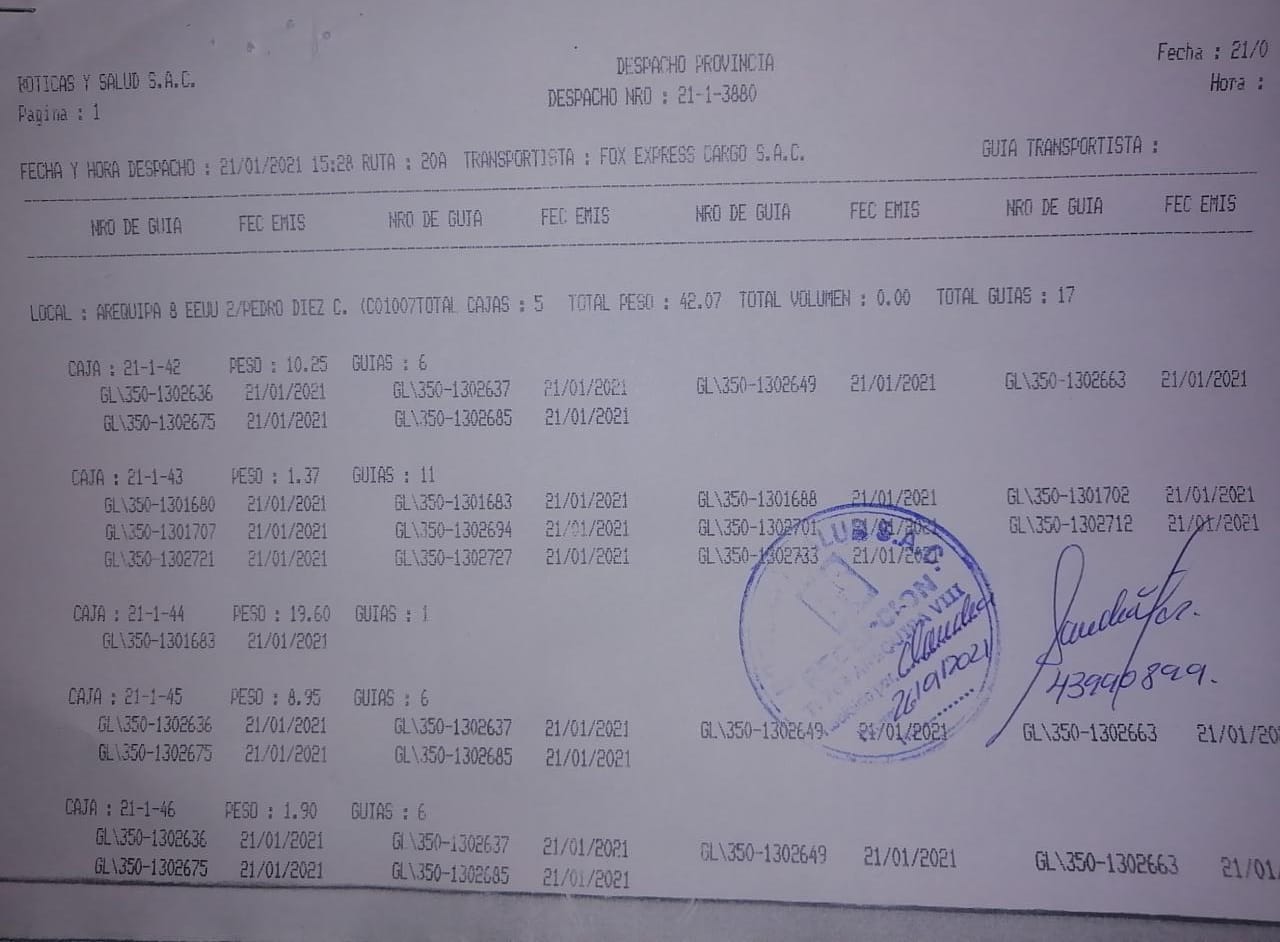 BOTICAS Y SALUD S.A.C.
DESPACHO PROVINCIA
Fecha : 21/0
Pagina : 1
DESPACHO NRO : 21-1-3880
Hora :
FECHA Y HORA DESPACHO : 21/01/2021 15:28 RUTA : 20A TRANSPORTISTA : FOX EXPRESS CARGO S.A.C. GUIA TRANSPORTISTA :
NRO DE GUIA FEC EMIS NRO DE GUIA FEC EMIS NRO DE GUIA FEC EMIS NRO DE GUIA FEC EMIS
LOCAL : AREQUIPA 8 EEUU 2/PEDRO DIEZ C. (CO1007TOTAL CAJAS : 5 TOTAL PESO : 42.07 TOTAL VOLUMEN : 0.00 TOTAL GUIAS : 17
CAJA : 21-1-42 PESO : 10.25 GUIAS : 6
GL\350-1302636 21/01/2021 GL\350-1302637 21/01/2021 GL\350-1302649 21/01/2021 GL\350-1302663 21/01/2021
GL\350-1302675 21/01/2021 GL\350-1302685 21/01/2021
CAJA : 21-1-43 PESO : 1.37 GUIAS : 11
GL\350-1301680 21/01/2021 GL\350-1301683 21/01/2021 GL\350-1301688 21/01/2021 GL\350-1301702 21/01/2021
GL\350-1301707 21/01/2021 GL\350-1302694 21/01/2021 GL\350-1302701 21/01/2021 GL\350-1302712 21/01/2021
GL\350-1302721 21/01/2021 GL\350-1302727 21/01/2021 GL\350-1302733 21/01/2021
CAJA : 21-1-44 PESO : 19.60 GUIAS : 1
GL\350-1301683 21/01/2021
S.A.C.
AREQUIPA VIII
Claudia
26/01/2021
43990899.
CAJA : 21-1-45 PESO : 8.95 GUIAS : 6
GL\350-1302636 21/01/2021 GL\350-1302637 21/01/2021 GL\350-1302649 21/01/2021 GL\350-1302663 21/01/20
GL\350-1302675 21/01/2021 GL\350-1302685 21/01/2021
CAJA : 21-1-46 PESO : 1.90 GUIAS : 6
GL\350-1302636 21/01/2021 GL\350-1302637 21/01/2021 GL\350-1302649 21/01/2021 GL\350-1302663 21/01/
GL\350-1302675 21/01/2021 GL\350-1302685 21/01/2021